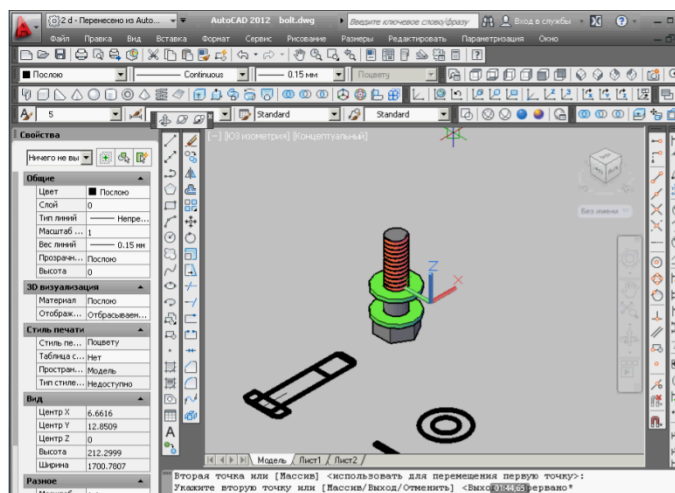 2 d - Перенесено из Auto...
AutoCAD 2012 bolt.dwg
Введите ключевое слово/фразу
Вход в службы
Файл Правка Вид Вставка Формат Сервис Рисование Размеры Редактировать Параметризация Окно
Послою Continuous 0.15 мм Поцвету
5 Standard Standard
Свойства
[−] [ЮЗ изометрия] [Концептуальный]
Ничего не вы
Общие
Цвет Послою
Слой 0
Тип линий Непре...
Масштаб ... 1
Вес линий 0.15 мм
Прозрачн... Послою
Высота 0
3D визуализация
Материал Послою
Отображ... Отбрасываен...
Стиль печати
Стиль пе... Поцвету
Таблица с... Нет
Простран... Модель
Тип стиле... Недоступно
Вид
Центр X 6.6616
Центр Y 12.8509
Центр Z 0
Высота 212.2999
Ширина 1700.7807
Разное
Без имени
Z
X
Модель Лист1 Лист2
Вторая точка или [Массив] <использовать для перемещения первую точку>:
Укажите вторую точку или [Массив/Выход/Отменить] <Выхо
рервано*